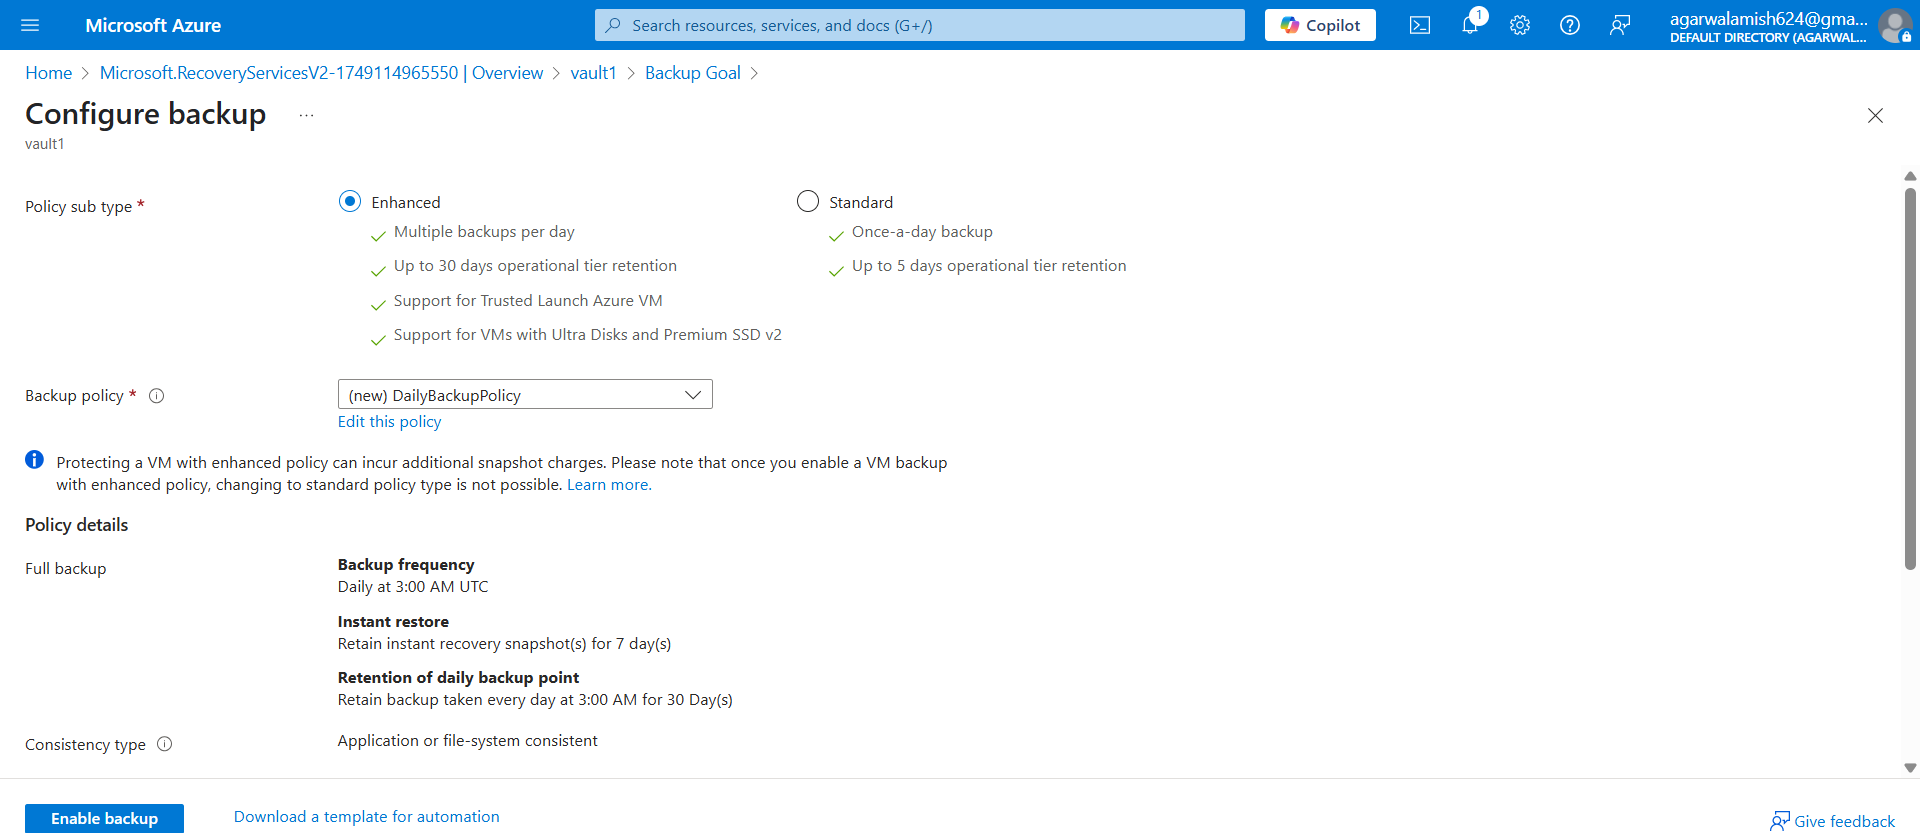 Microsoft Azure
Search resources, services, and docs (G+/)
Copilot
1
agarwalamish624@gma...
DEFAULT DIRECTORY (AGARWAL...
Home > Microsoft.RecoveryServicesV2-1749114965550 | Overview > vault1 > Backup Goal >
Configure backup ...
vault1
Policy sub type *
Enhanced
Multiple backups per day
Up to 30 days operational tier retention
Support for Trusted Launch Azure VM
Support for VMs with Ultra Disks and Premium SSD v2
Standard
Once-a-day backup
Up to 5 days operational tier retention
Backup policy *
(new) DailyBackupPolicy
Edit this policy
Protecting a VM with enhanced policy can incur additional snapshot charges. Please note that once you enable a VM backup
with enhanced policy, changing to standard policy type is not possible. Learn more.
Policy details
Full backup
Backup frequency
Daily at 3:00 AM UTC
Instant restore
Retain instant recovery snapshot(s) for 7 day(s)
Retention of daily backup point
Retain backup taken every day at 3:00 AM for 30 Day(s)
Consistency type
Application or file-system consistent
Enable backup
Download a template for automation
Give feedback